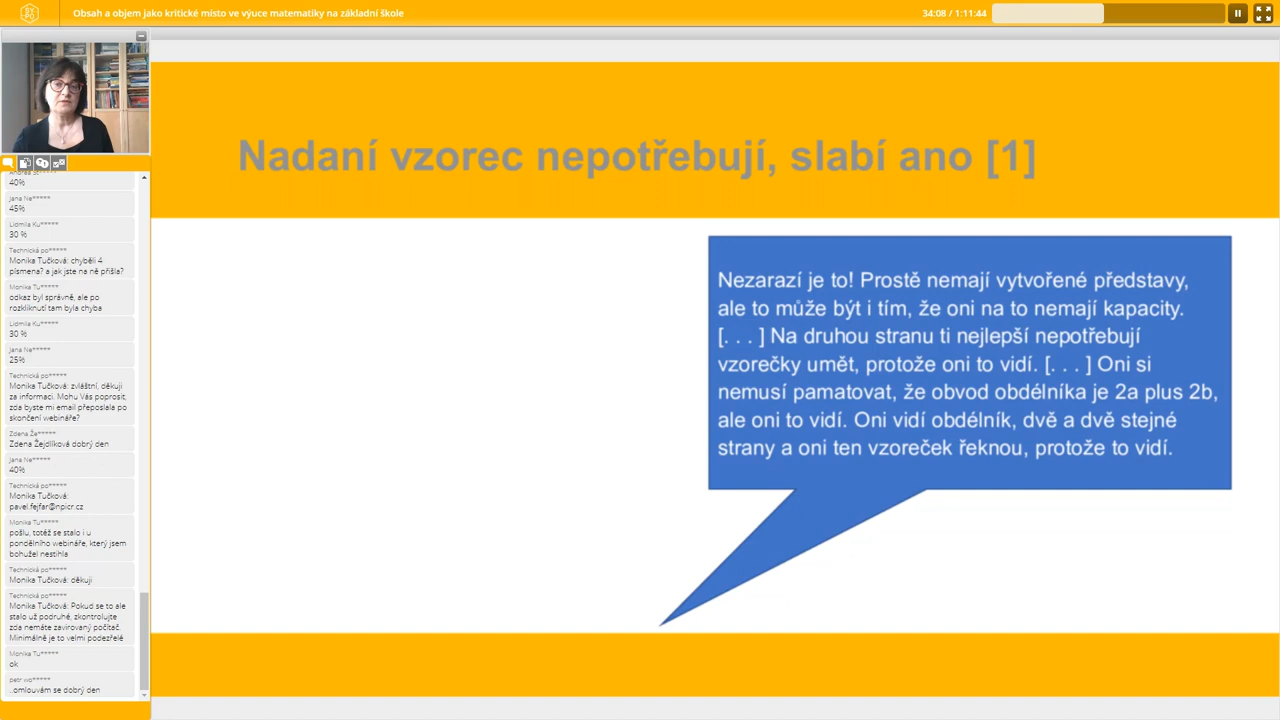 Obsah a objem jako kritické místo ve výuce matematiky na základní škole
34:08 / 1:11:44
40%
Jana Ne*****
45%
Lidmila Ku*****
30 %
Technická po*****
Monika Tučková: chyběli 4
písmena? a jak jste na ně přišla?
Monika Tu*****
odkaz byl správně, ale po
rozkliknutí tam byla chyba
Lidmila Ku*****
30 %
Jana Ne*****
25%
Technická po*****
Monika Tučková: zvláštní, děkuji
za informaci. Mohu Vás poprosit,
zda byste mi email přeposlala po
skončení webináře?
Zdena Že*****
Zdena Žejdlíková dobrý den
Jana Ne*****
40%
Technická po*****
Monika Tučková:
pavel.fejfar@npicr.cz
Monika Tu*****
pošlu, totéž se stalo i u
pondělního webináře, který jsem
bohužel nestihla
Technická po*****
Monika Tučková: děkuji
Technická po*****
Monika Tučková: Pokud se to ale
stalo už podruhé, zkontrolujte
zda nemáte zavirovaný počítač.
Minimálně je to velmi podezřelé
Monika Tu*****
ok
petr wo*****
..omlouvám se dobrý den
Nadaní vzorec nepotřebují, slabí ano [1]
Nezarazí je to! Prostě nemají vytvořené představy,
ale to může být i tím, že oni na to nemají kapacity.
[. . . ] Na druhou stranu ti nejlepší nepotřebují
vzorečky umět, protože oni to vidí. [. . . ] Oni si
nemusí pamatovat, že obvod obdélníka je 2a plus 2b,
ale oni to vidí. Oni vidí obdélník, dvě a dvě stejné
strany a oni ten vzoreček řeknou, protože to vidí.